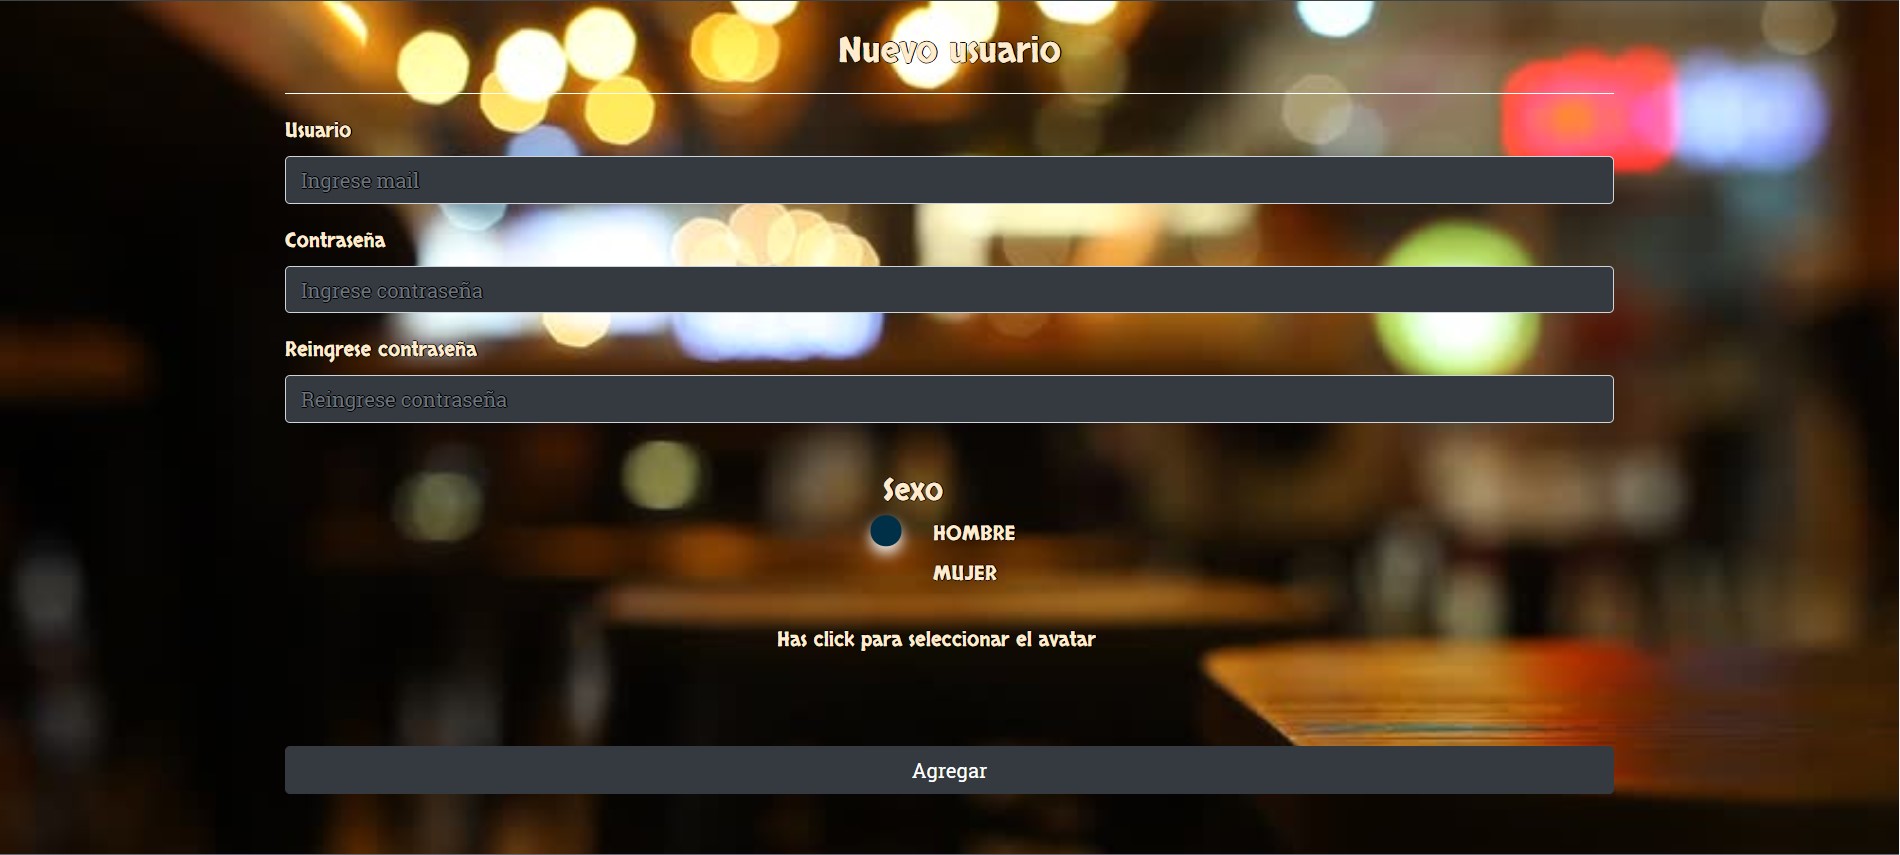 Nuevo usuario
Usuario
Ingrese mail
Contraseña
Ingrese contraseña
Reingrese contraseña
Reingrese contraseña
Sexo
HOMBRE
MUJER
Has click para seleccionar el avatar
Agregar